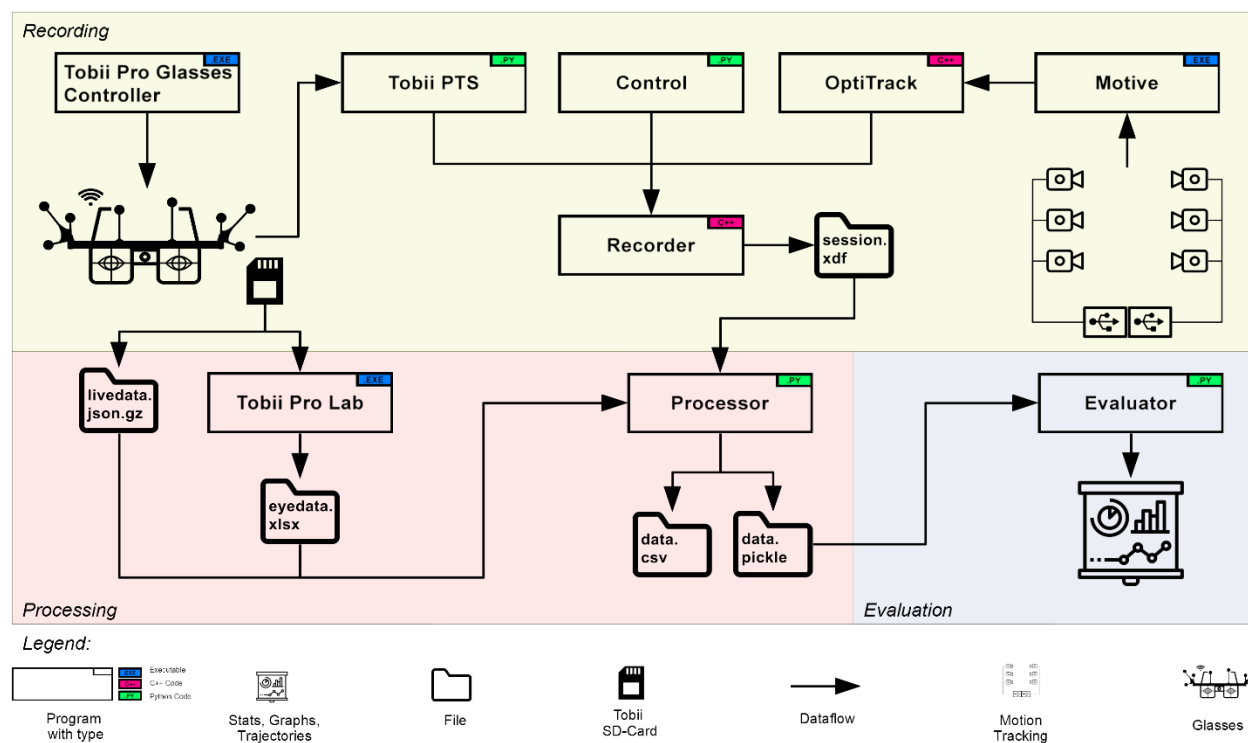 Recording
.EXE
Tobii Pro Glasses
Controller
.PY
Tobii PTS
.PY
Control
C++
OptiTrack
.EXE
Motive
C++
Recorder
session.
xdf
livedata.
json.gz
.EXE
Tobii Pro Lab
.PY
Processor
.PY
Evaluator
eyedata.
xlsx
data.
csv
data.
pickle
Processing
Evaluation
Legend:
.EXE Executable
C++ C++ Code
.PY Python Code
Program
with type
Stats, Graphs,
Trajectories
File
Tobii
SD-Card
Dataflow
Motion
Tracking
Glasses